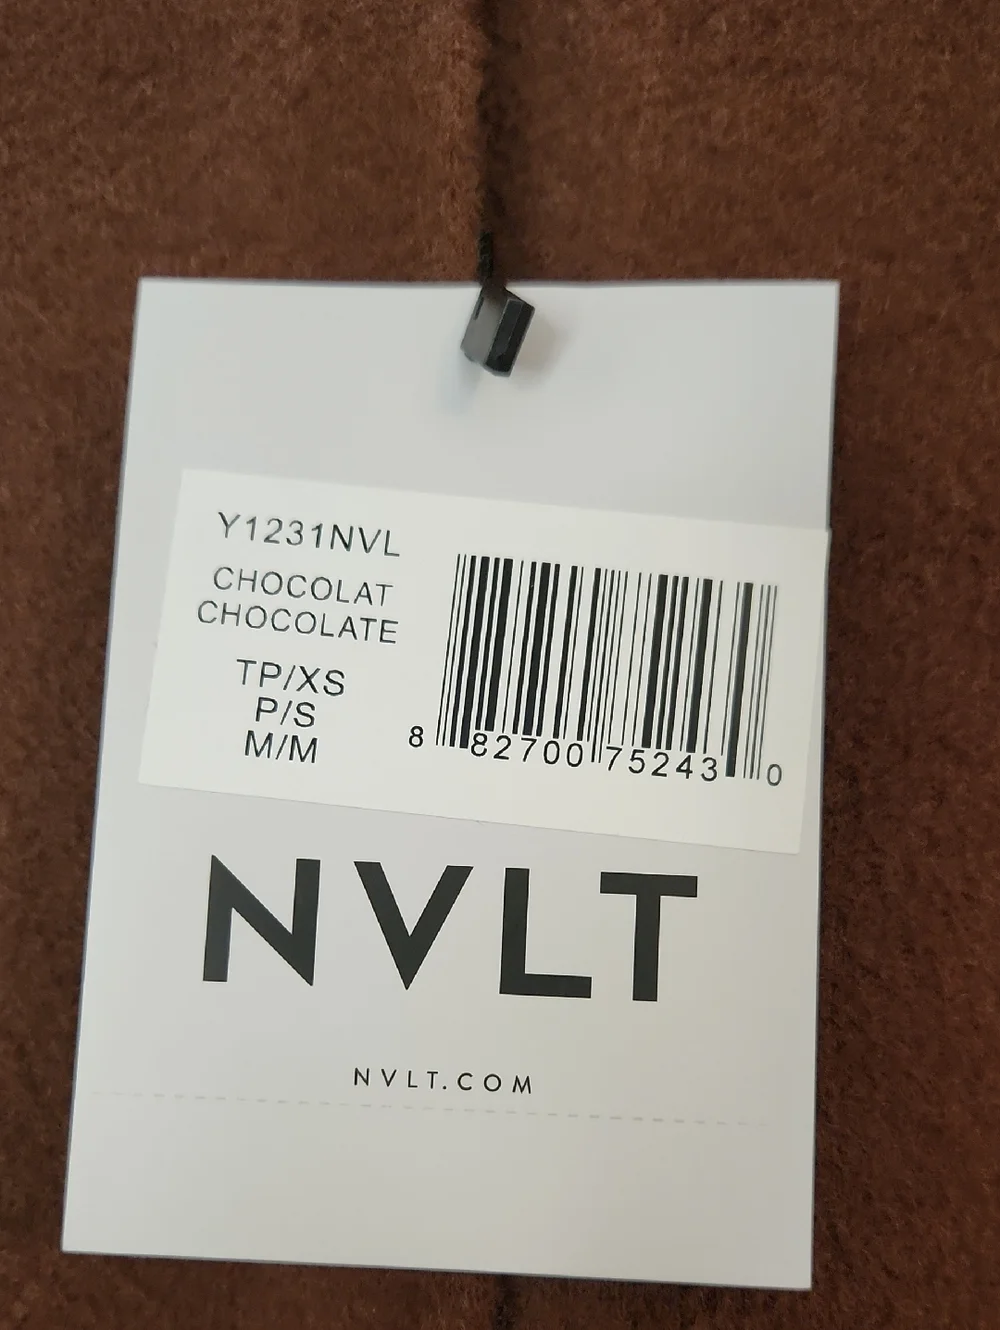 Y1231NVL
CHOCOLAT
CHOCOLATE
TP/XS
P/S
M/M
8 82700 75243 0
NVLT
NVLT.COM